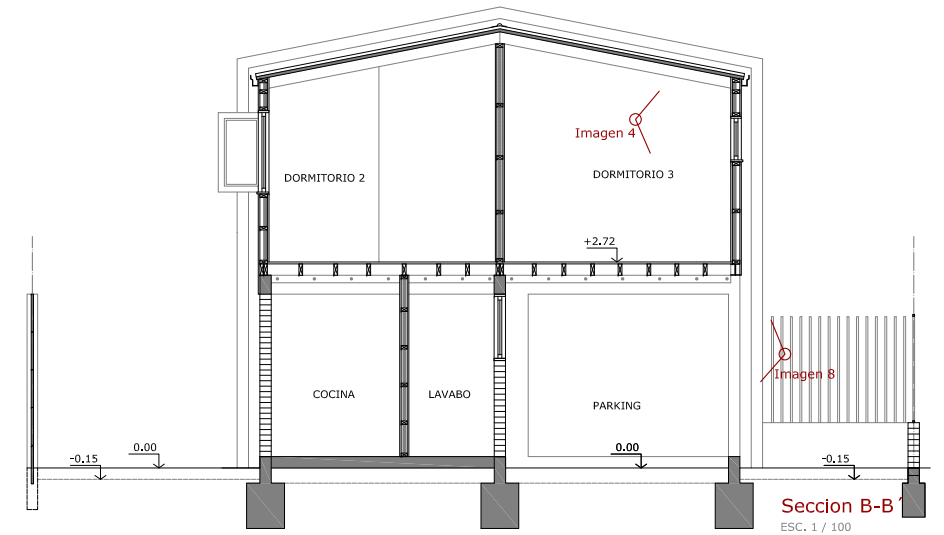 Imagen 4
DORMITORIO 2
DORMITORIO 3
+2.72
Imagen 8
COCINA
LAVABO
PARKING
-0.15
0.00
0.00
-0.15
Seccion B-B´
ESC. 1 / 100